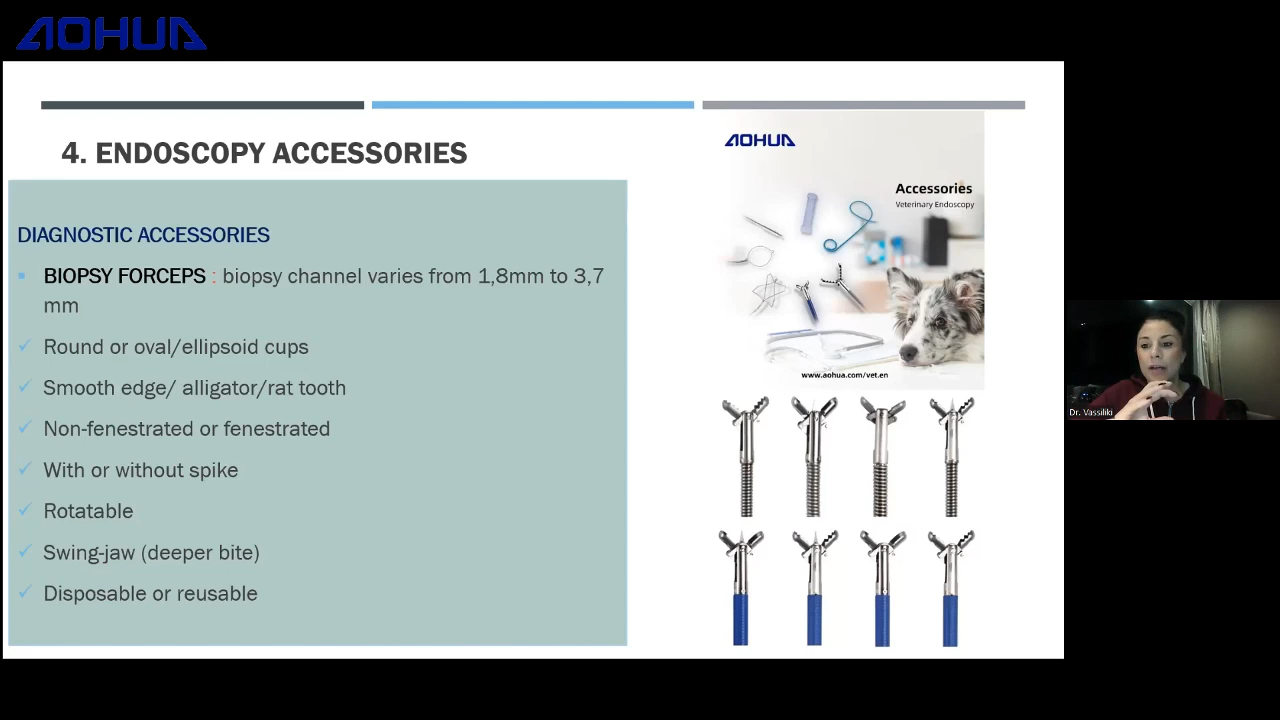 AOHUA
4. ENDOSCOPY ACCESSORIES
DIAGNOSTIC ACCESSORIES
BIOPSY FORCEPS : biopsy channel varies from 1,8mm to 3,7
mm
Round or oval/ellipsoid cups
Smooth edge/ alligator/rat tooth
Non-fenestrated or fenestrated
With or without spike
Rotatable
Swing-jaw (deeper bite)
Disposable or reusable
AOHUA
Accessories
Veterinary Endoscopy
www.aohua.com/vet.en
Dr. Vassiliki